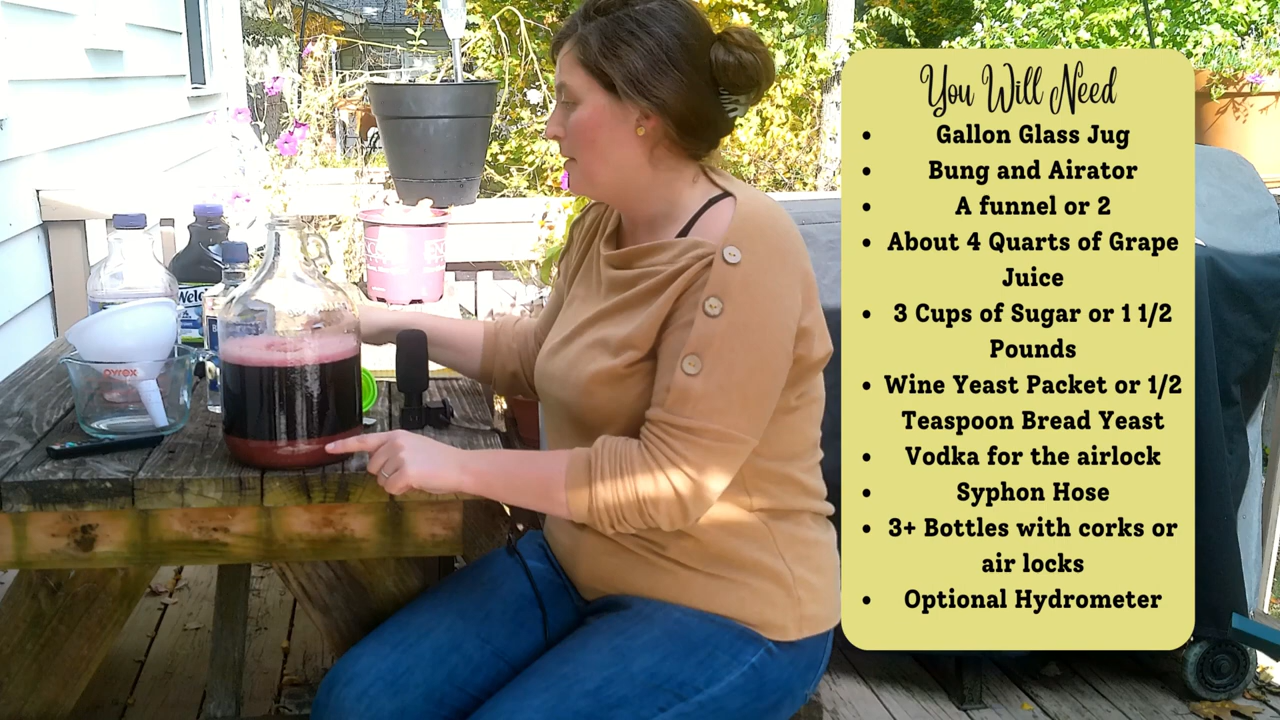 You Will Need
• Gallon Glass Jug
• Bung and Airator
• A funnel or 2
• About 4 Quarts of Grape
Juice
• 3 Cups of Sugar or 1 1/2
Pounds
• Wine Yeast Packet or 1/2
Teaspoon Bread Yeast
• Vodka for the airlock
• Syphon Hose
• 3+ Bottles with corks or
air locks
• Optional Hydrometer
Welc
PYREX